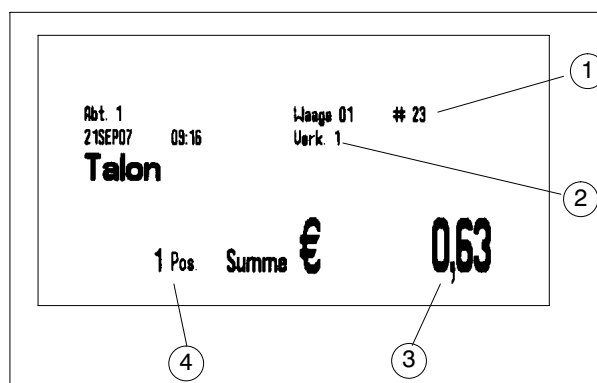 Abt. 1 Waage 01 # 23
21SEP07 09:16 Verk. 1
Talon
1 Pos. Summe € 0,63
1
2
3
4